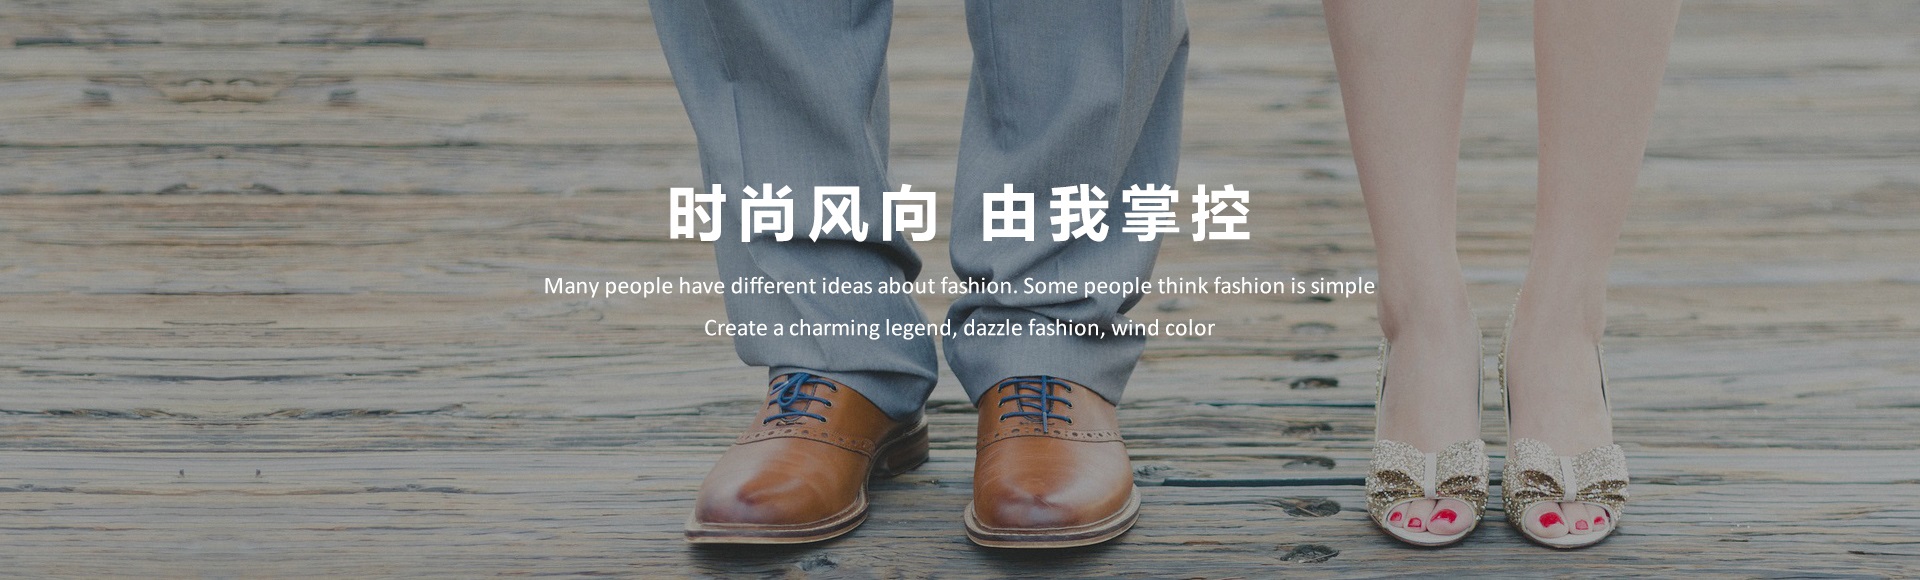 时尚风向 由我掌控
Many people have different ideas about fashion. Some people think fashion is simple
Create a charming legend, dazzle fashion, wind color